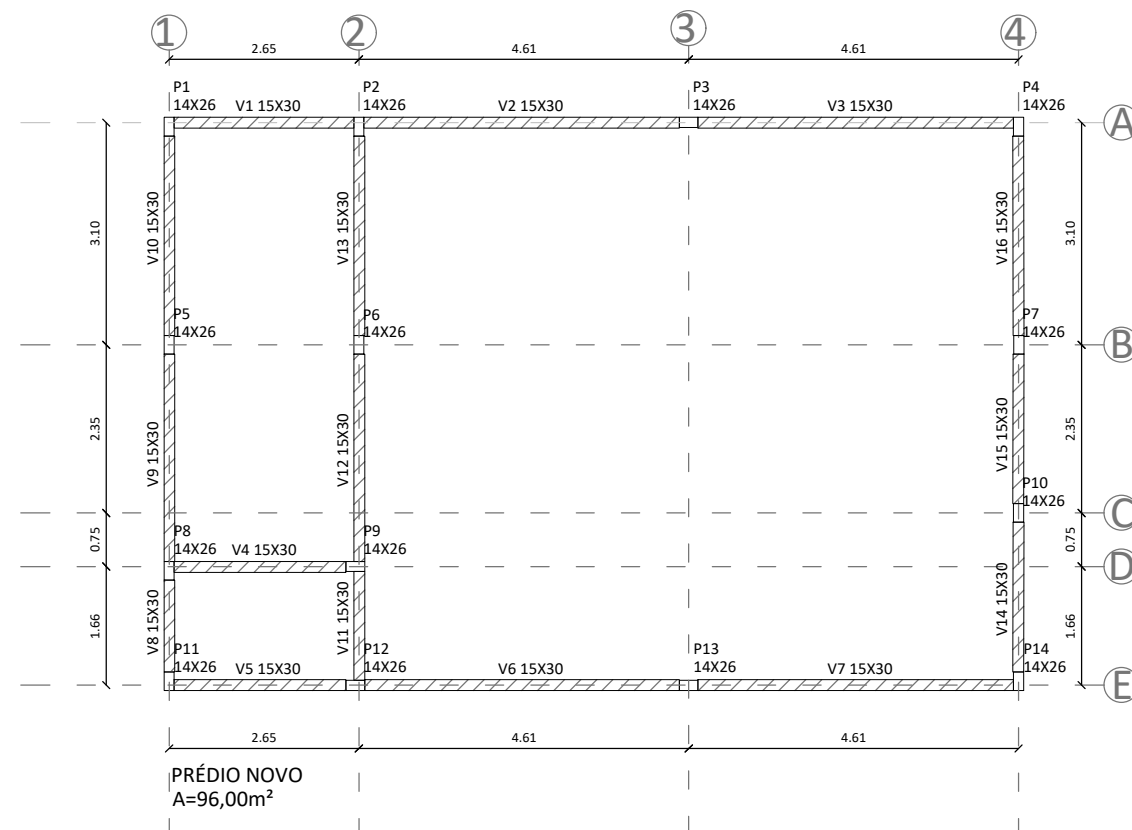 1 2 3 4
2.65 4.61 4.61
P1 P2 P3 P4
14X26 V1 15X30 14X26 V2 15X30 14X26 V3 15X30 14X26
A
3.10 V10 15X30 V13 15X30 V16 15X30 3.10
P5 P6 P7
14X26 14X26 14X26
B
2.35 V9 15X30 V12 15X30 V15 15X30 2.35
P10
14X26
C
0.75 0.75
P8 P9
14X26 V4 15X30 14X26
D
1.66 V8 15X30 V11 15X30 V14 15X30 1.66
P11 P12 P13 P14
14X26 V5 15X30 14X26 V6 15X30 14X26 V7 15X30 14X26
E
2.65 4.61 4.61
PRÉDIO NOVO
A=96,00m²